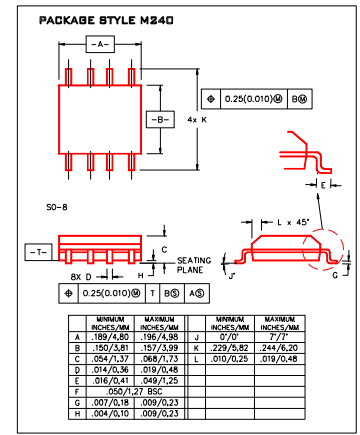 PACKAGE STYLE M240
-A-
⌖ 0.25(0.010)Ⓜ BⓂ
-B-
4x K
E
SO-8
L x 45°
-T-
C
SEATING
PLANE
8X D
H
J°
G
⌖ 0.25(0.010)Ⓜ T BⓈ AⓈ
MINIMUM MAXIMUM MINIMUM MAXIMUM
INCHES/MM INCHES/MM INCHES/MM INCHES/MM
A .189/4,80 .196/4,98 J 0°/0° 7°/7°
B .150/3,81 .157/3,99 K .229/5,82 .244/6,20
C .054/1,37 .068/1,73 L .010/0,25 .019/0,48
D .014/0,36 .019/0,48
E .016/0,41 .049/1,25
F .050/1,27 BSC
G .007/0,18 .009/0,23
H .004/0,10 .009/0,23